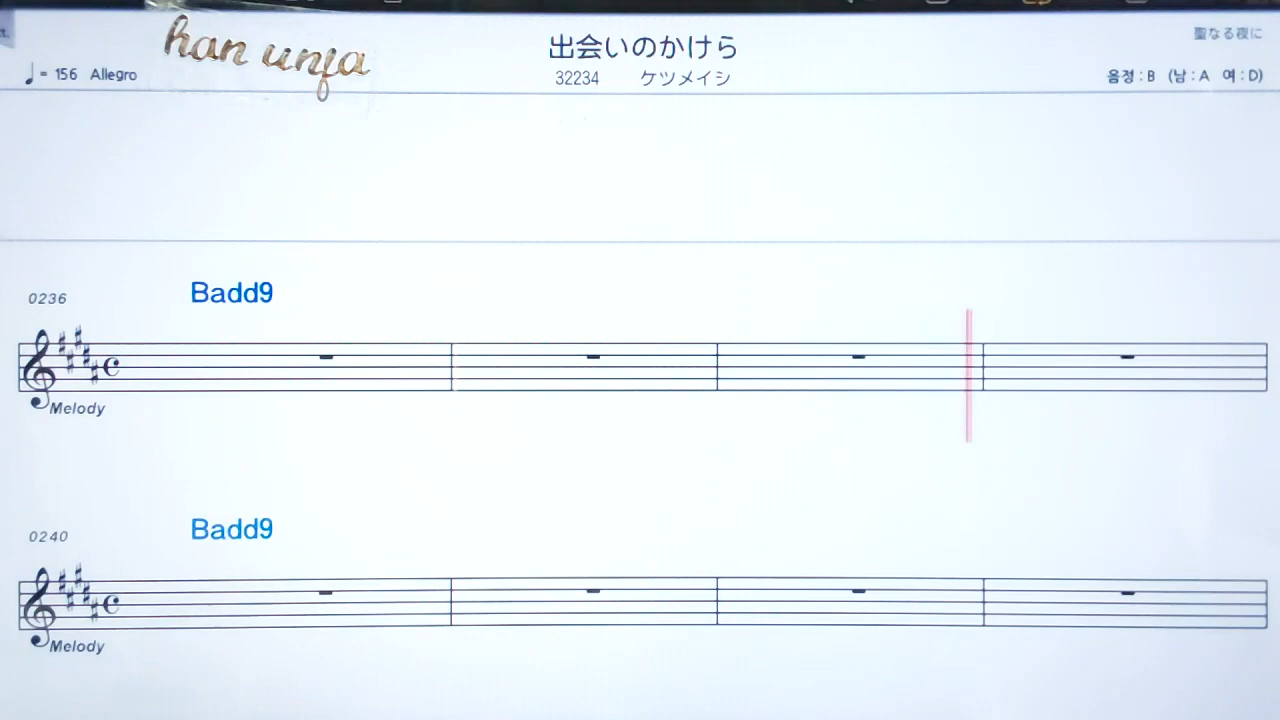 han unja
出会いのかけら
聖なる夜に
♩= 156 Allegro
32234 ケツメイシ
음정 : B (남 : A 여 : D)
0236
Badd9
Melody
0240
Badd9
Melody